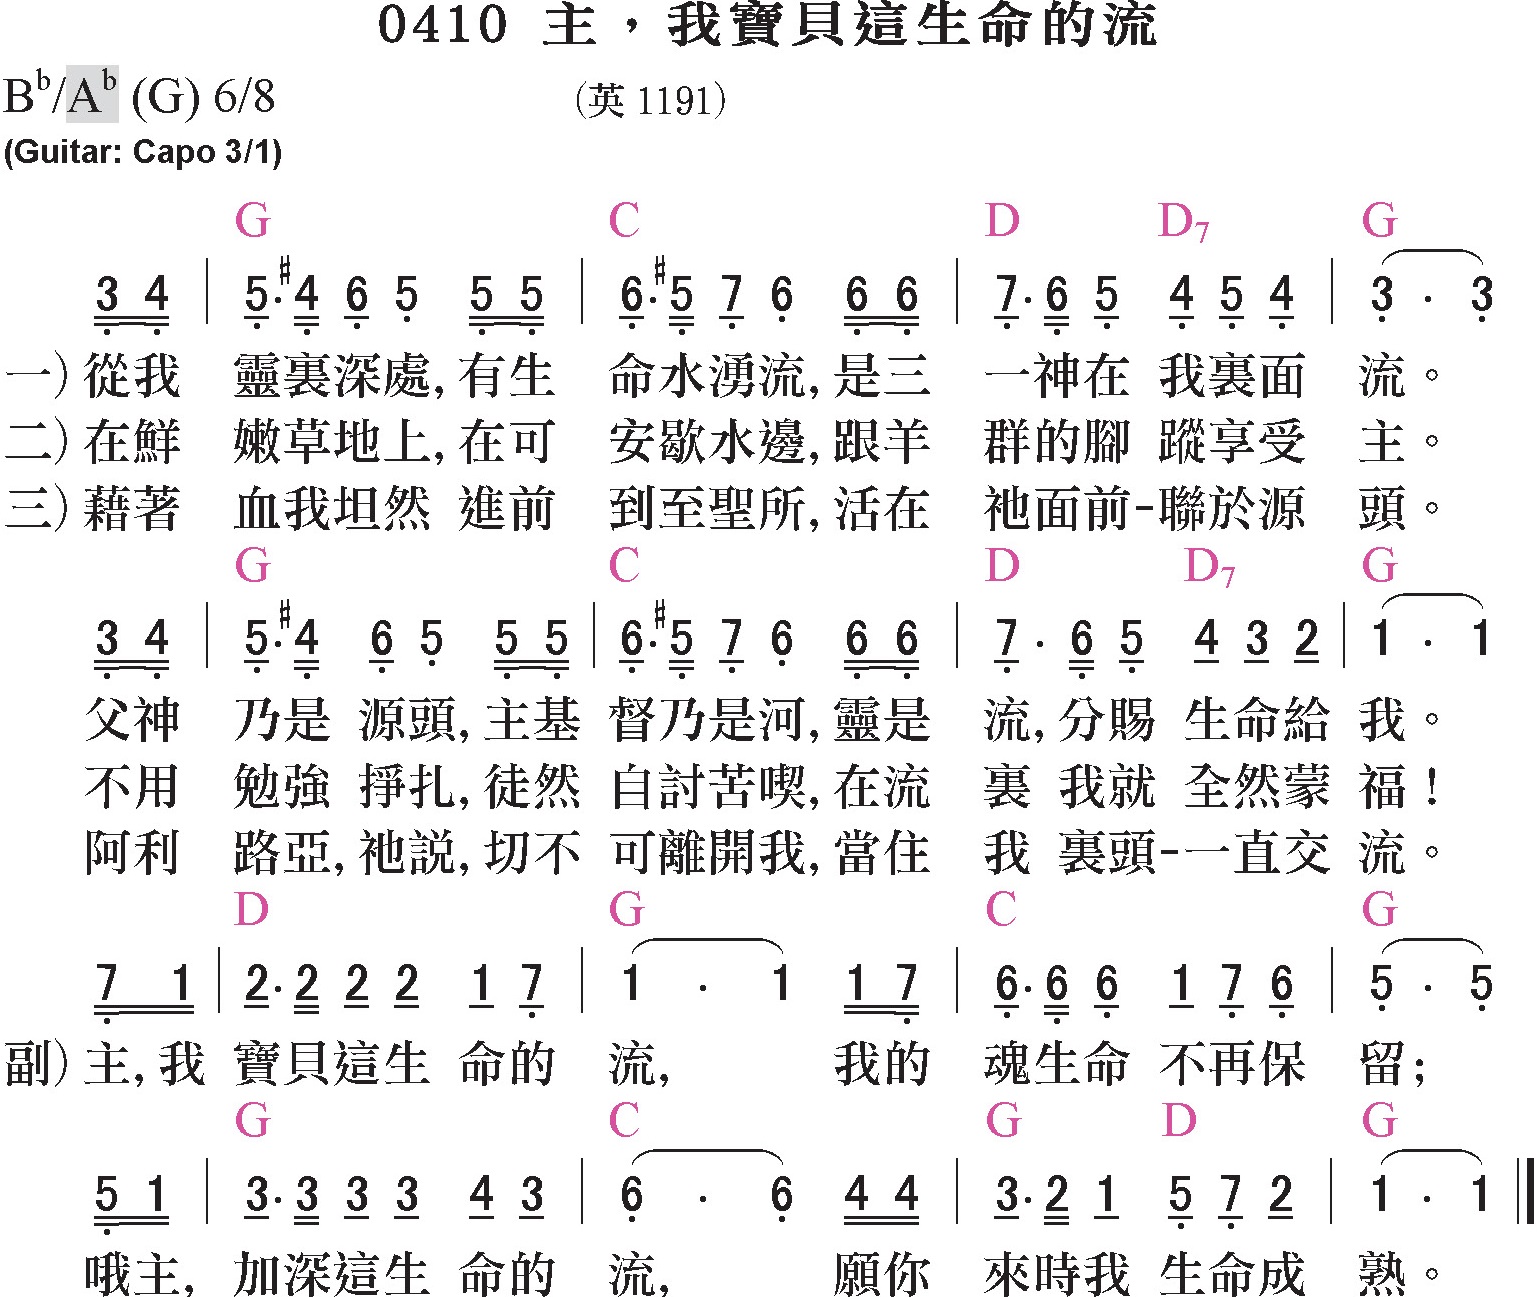 0410 主，我寶貝這生命的流
B♭/A♭ (G) 6/8 (英 1191)
(Guitar: Capo 3/1)
G C D D7 G
3 4 | 5·#4 6 5 5 5 | 6·#5 7 6 6 6 | 7·6 5 4 5 4 | 3 · 3
一) 從我 靈裏深處, 有生 命水湧流, 是三 一神在 我裏面 流。
二) 在鮮 嫩草地上, 在可 安歇水邊, 跟羊 群的腳 蹤享受 主。
三) 藉著 血我坦然 進前 到至聖所, 活在 祂面前-聯於源 頭。
G C D D7 G
3 4 | 5·#4 6 5 5 5 | 6·#5 7 6 6 6 | 7·6 5 4 3 2 | 1 · 1
父神 乃是 源頭, 主基 督乃是河, 靈是 流, 分賜 生命給 我。
不用 勉強 掙扎, 徒然 自討苦喫, 在流 裏 我就 全然蒙 福！
阿利 路亞, 祂説, 切不 可離開我, 當住 我 裏頭-一直交 流。
D G C G
7 1 | 2·2 2 2 1 7 | 1 · 1 1 7 | 6·6 6 1 7 6 | 5 · 5
副) 主, 我 寶貝這生 命的 流, 我的 魂生命 不再保 留；
G C G D G
5 1 | 3·3 3 3 4 3 | 6 · 6 4 4 | 3·2 1 5 7 2 | 1 · 1
哦主, 加深這生 命的 流, 願你 來時我 生命成 熟。